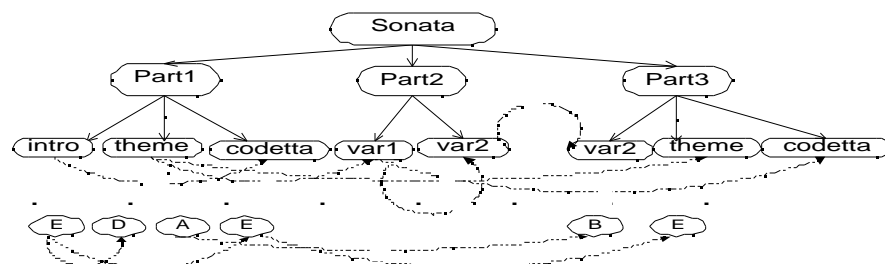 Sonata
Part1 Part2 Part3
intro theme codetta var1 var2 var2 theme codetta
E D A E B E